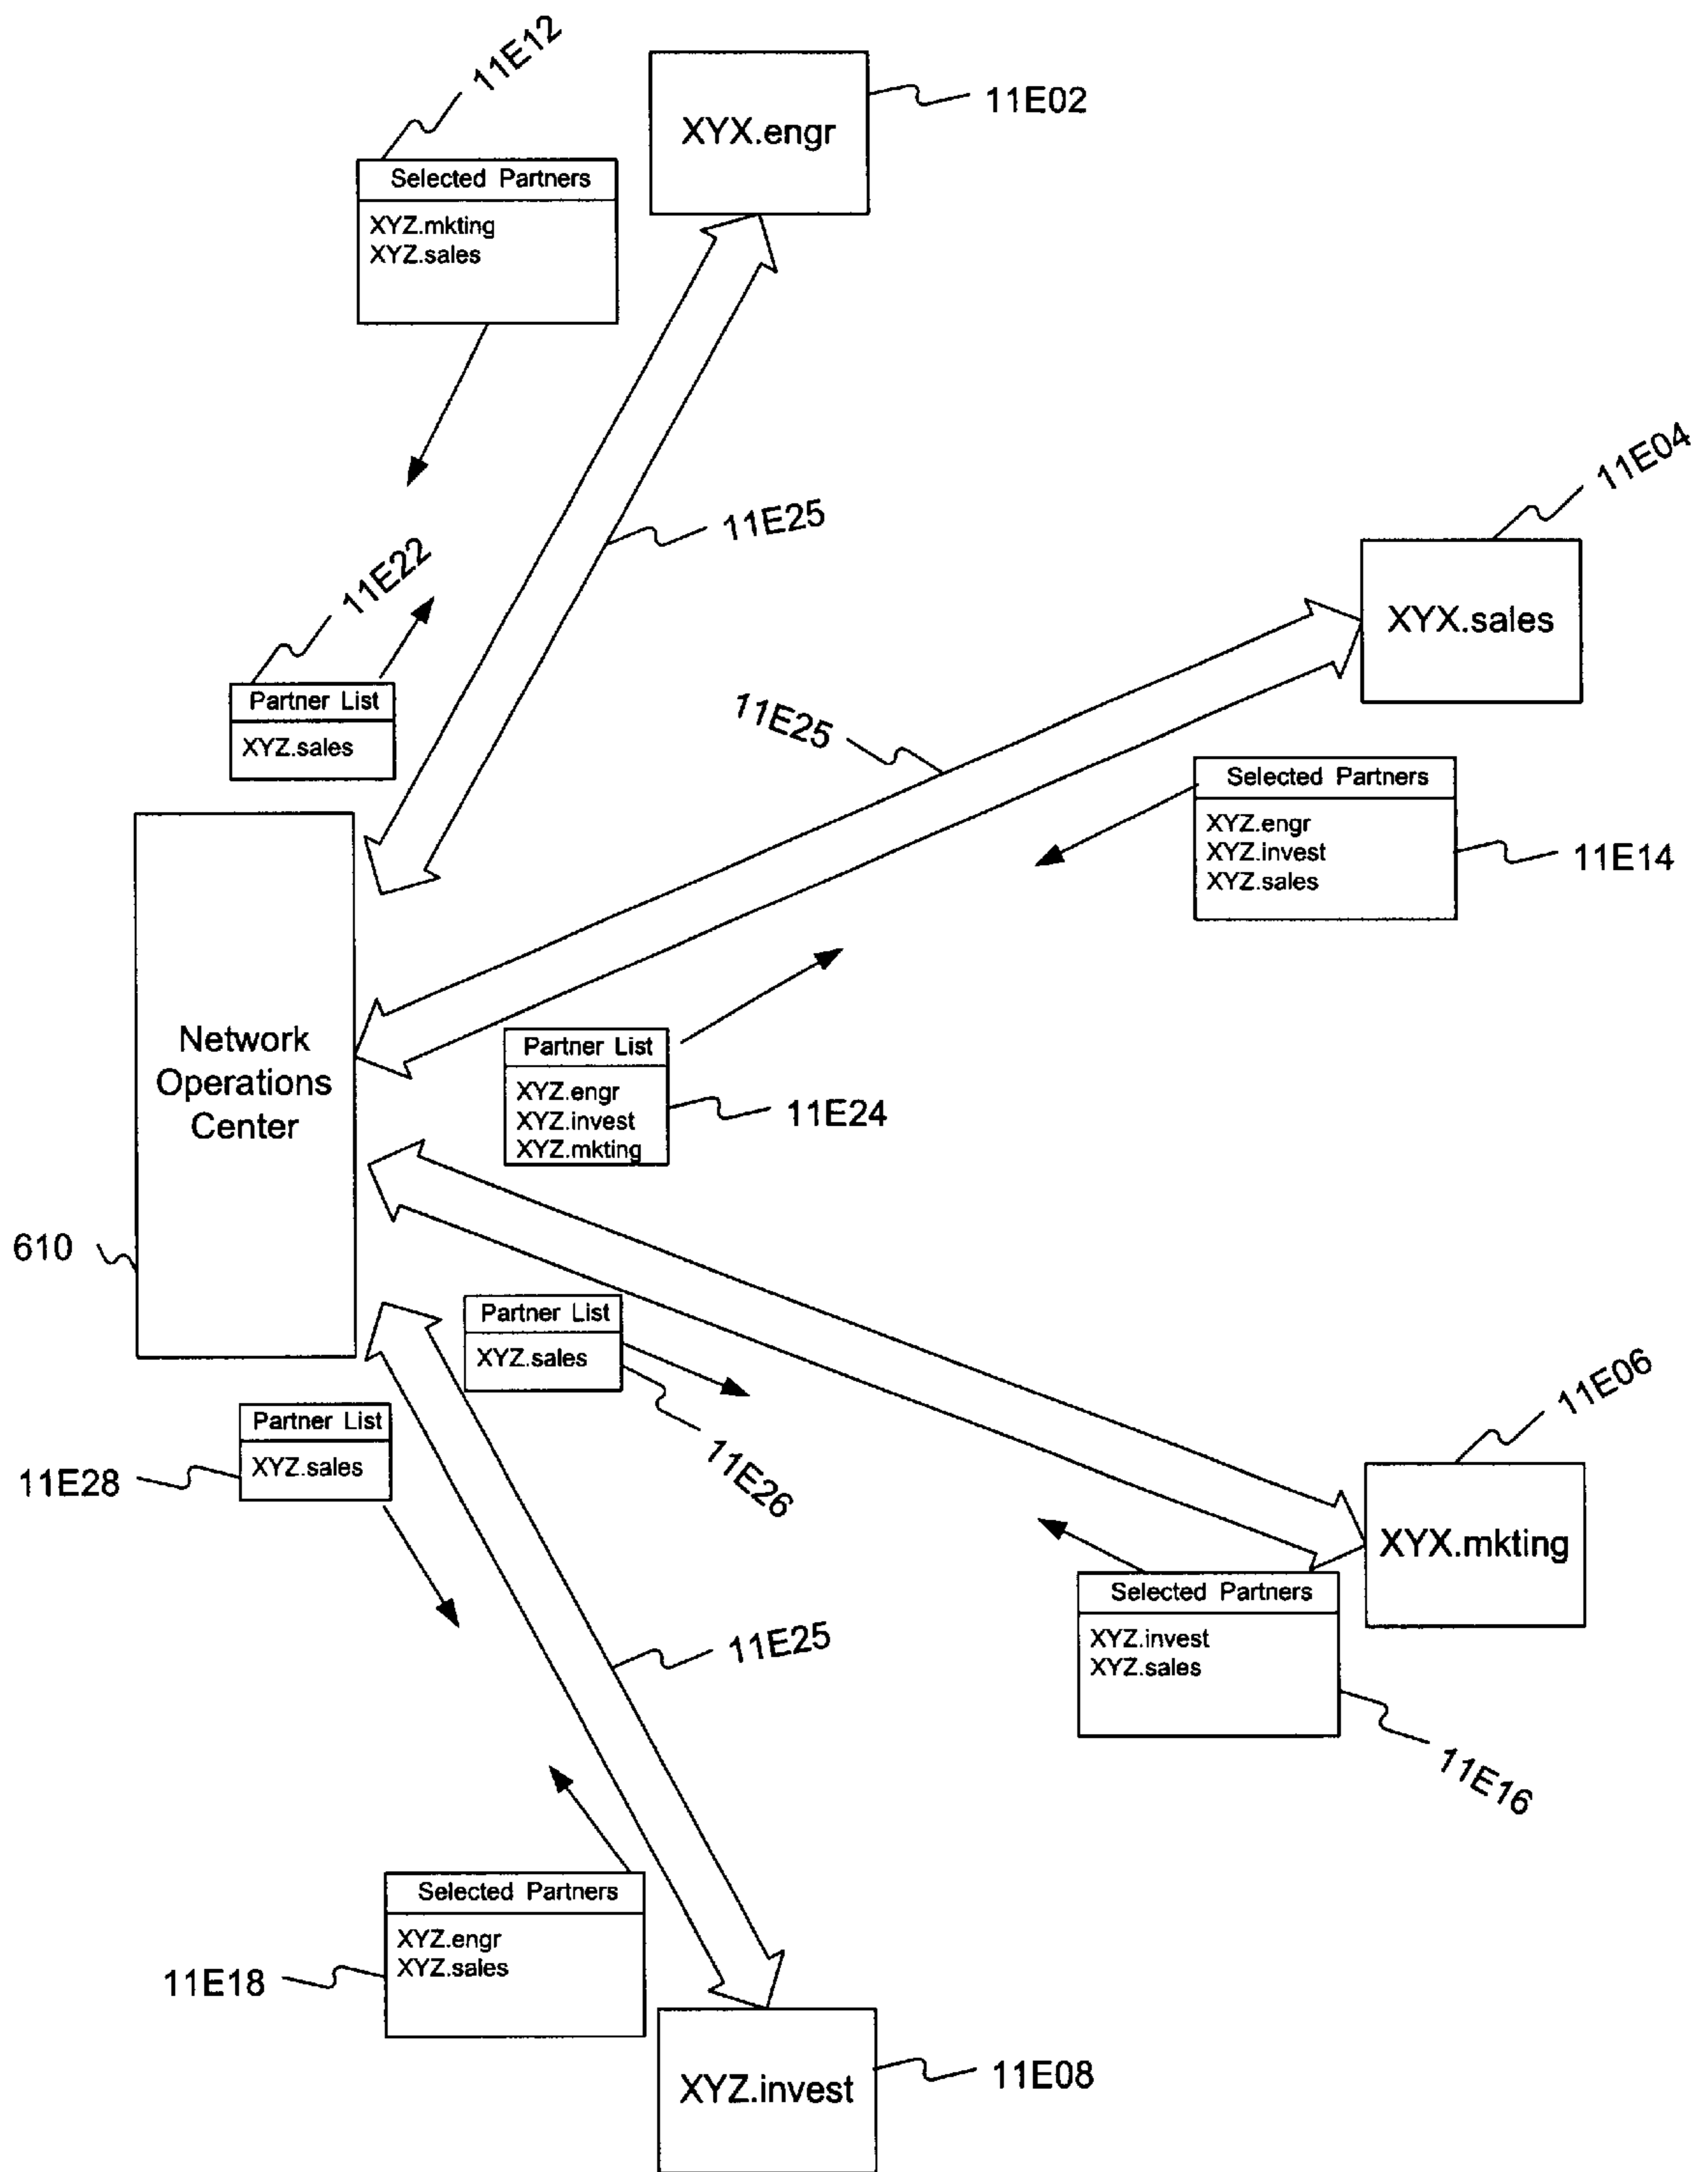 11E12
XYX.engr
11E02
Selected Partners
XYZ.mkting
XYZ.sales
11E25
11E22
Partner List
XYZ.sales
11E04
XYX.sales
11E25
Selected Partners
XYZ.engr
XYZ.invest
XYZ.sales
11E14
Network
Operations
Center
610
Partner List
XYZ.engr
XYZ.invest
XYZ.mkting
11E24
Partner List
XYZ.sales
11E26
Partner List
XYZ.sales
11E28
11E06
XYX.mkting
Selected Partners
XYZ.invest
XYZ.sales
11E16
11E25
Selected Partners
XYZ.engr
XYZ.sales
11E18
XYZ.invest
11E08